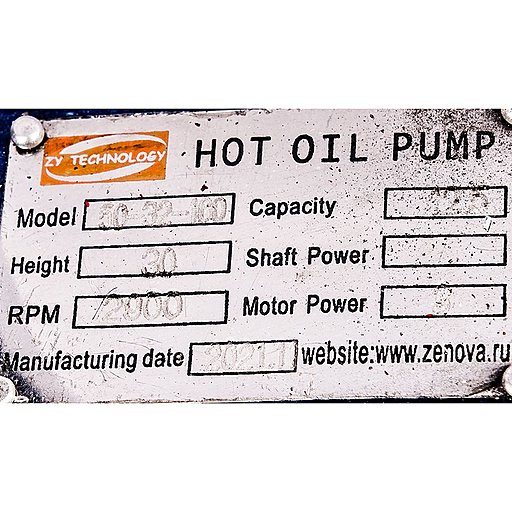 ZY TECHNOLOGY
HOT OIL PUMP
Model 50-32-160 Capacity
Height 30 Shaft Power
RPM 2900 Motor Power
Manufacturing date website:www.zenova.ru